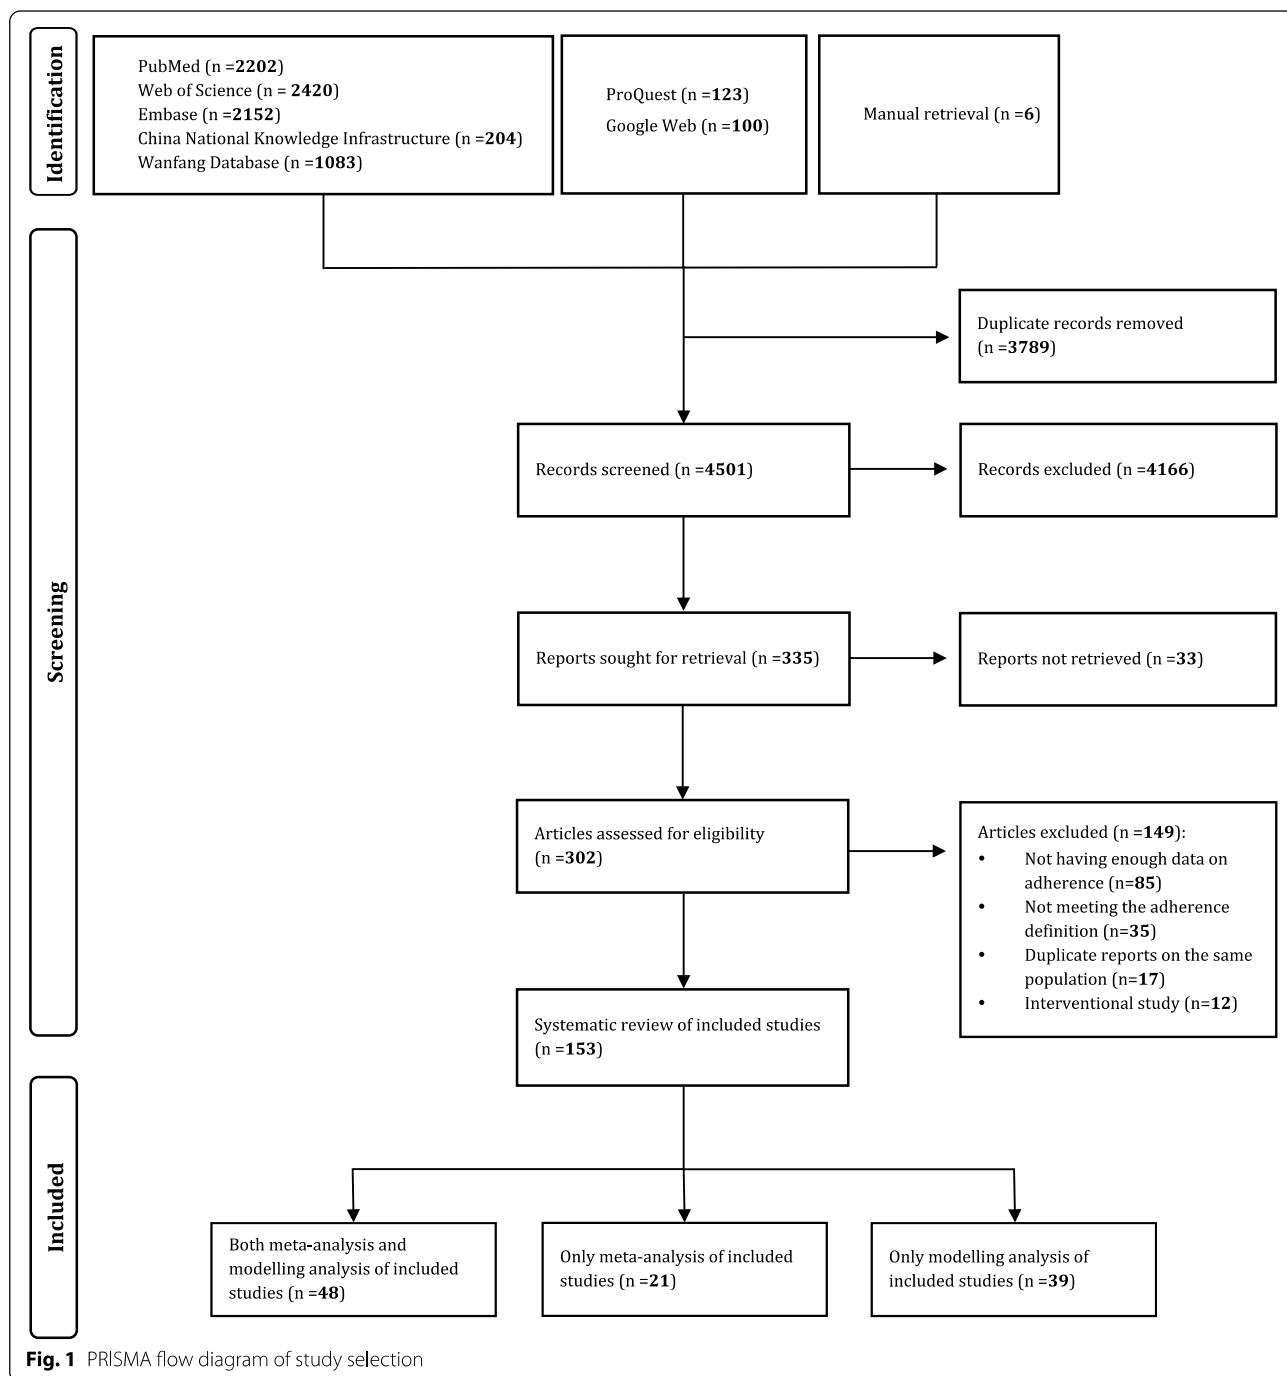 Identification
PubMed (n =2202)
Web of Science (n = 2420)
Embase (n =2152)
China National Knowledge Infrastructure (n =204)
Wanfang Database (n =1083)
ProQuest (n =123)
Google Web (n =100)
Manual retrieval (n =6)
Screening
Duplicate records removed
(n =3789)
Records screened (n =4501)
Records excluded (n =4166)
Reports sought for retrieval (n =335)
Reports not retrieved (n =33)
Articles assessed for eligibility
(n =302)
Articles excluded (n =149):
• Not having enough data on
adherence (n=85)
• Not meeting the adherence
definition (n=35)
• Duplicate reports on the same
population (n=17)
• Interventional study (n=12)
Systematic review of included studies
(n =153)
Included
Both meta-analysis and
modelling analysis of included
studies (n =48)
Only meta-analysis of included
studies (n =21)
Only modelling analysis of
included studies (n =39)
Fig. 1 PRISMA flow diagram of study selection